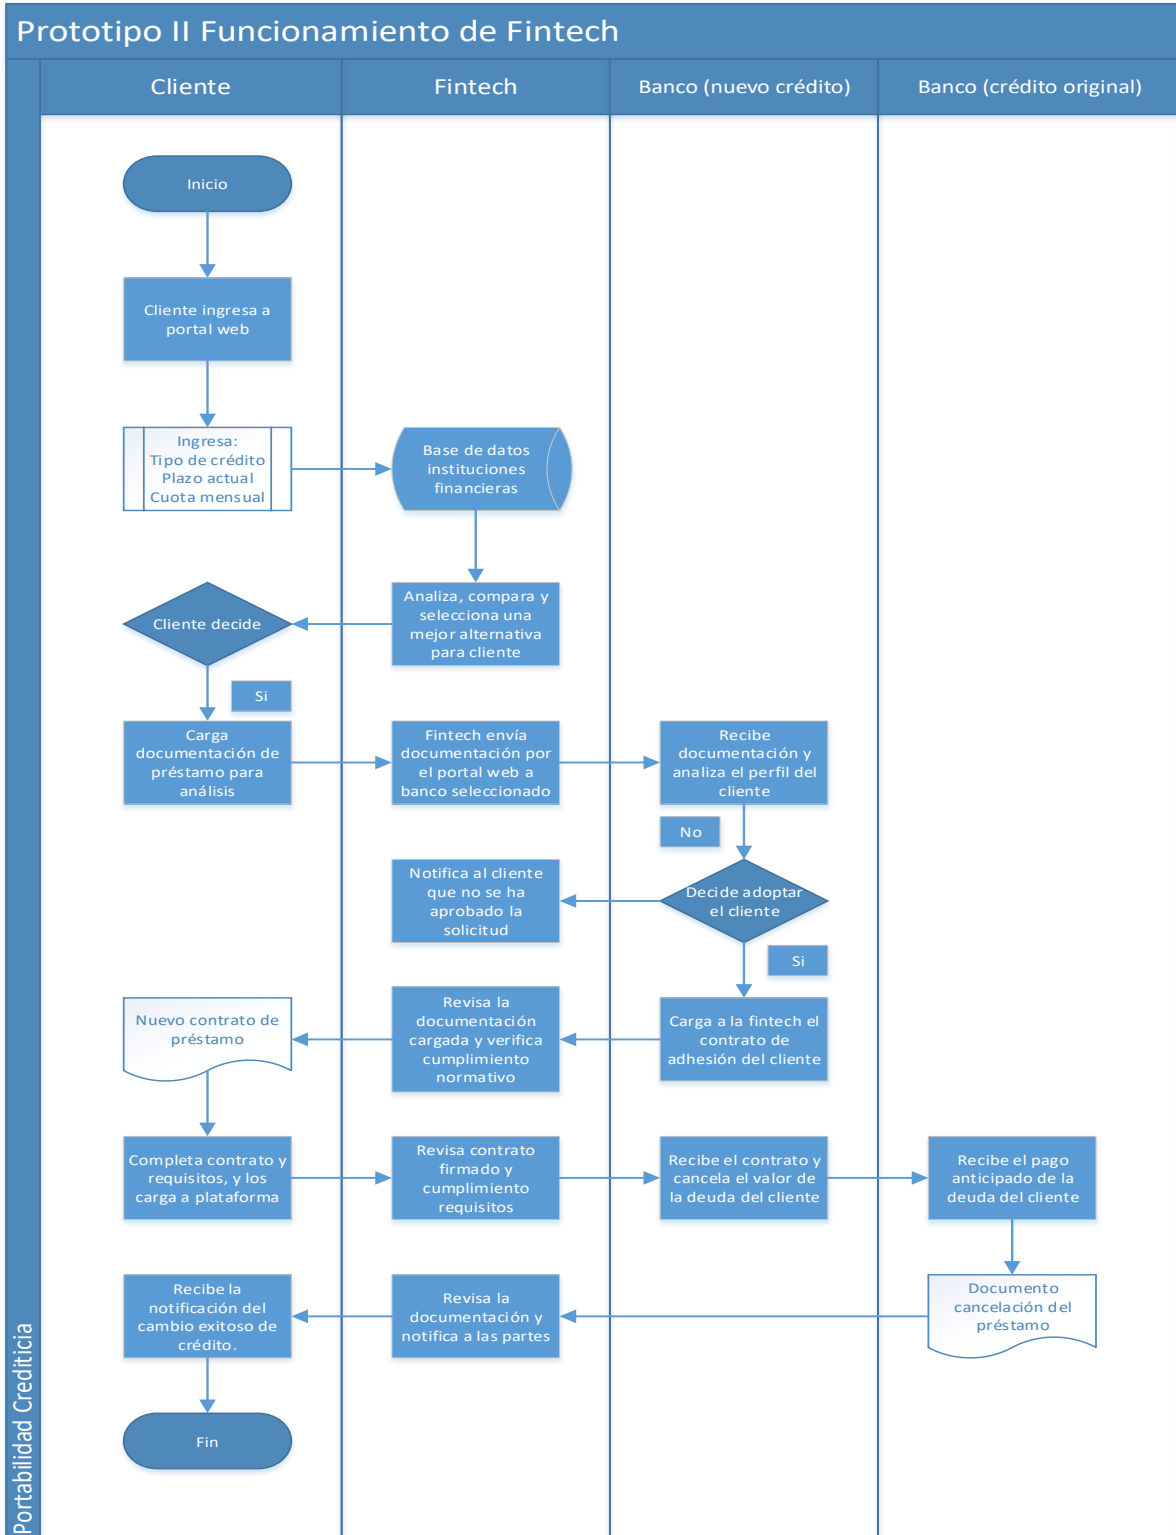 Prototipo II Funcionamiento de Fintech
Cliente
Fintech
Banco (nuevo crédito)
Banco (crédito original)
Portabilidad Crediticia
Inicio
Cliente ingresa a
portal web
Ingresa:
Tipo de crédito
Plazo actual
Cuota mensual
Base de datos
instituciones
financieras
Cliente decide
Analiza, compara y
selecciona una
mejor alternativa
para cliente
Si
Carga
documentación de
préstamo para
análisis
Fintech envía
documentación por
el portal web a
banco seleccionado
Recibe
documentación y
analiza el perfil del
cliente
No
Notifica al cliente
que no se ha
aprobado la
solicitud
Decide adoptar
el cliente
Si
Nuevo contrato de
préstamo
Revisa la
documentación
cargada y verifica
cumplimiento
normativo
Carga a la fintech el
contrato de
adhesión del cliente
Completa contrato y
requisitos, y los
carga a plataforma
Revisa contrato
firmado y
cumplimiento
requisitos
Recibe el contrato y
cancela el valor de
la deuda del cliente
Recibe el pago
anticipado de la
deuda del cliente
Recibe la
notificación del
cambio exitoso de
crédito.
Revisa la
documentación y
notifica a las partes
Documento
cancelación del
préstamo
Fin